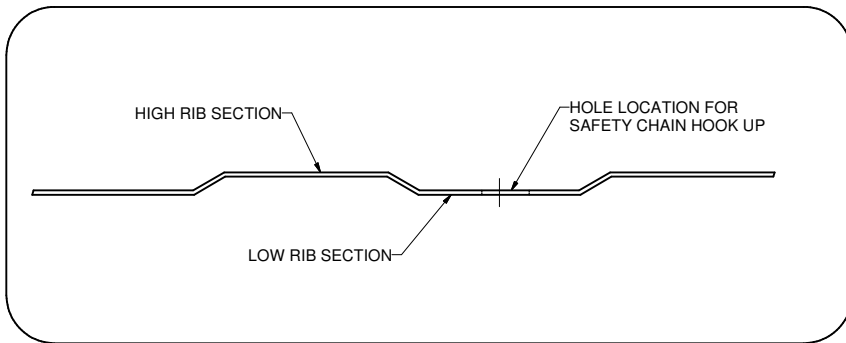 HIGH RIB SECTION
HOLE LOCATION FOR
SAFETY CHAIN HOOK UP
LOW RIB SECTION